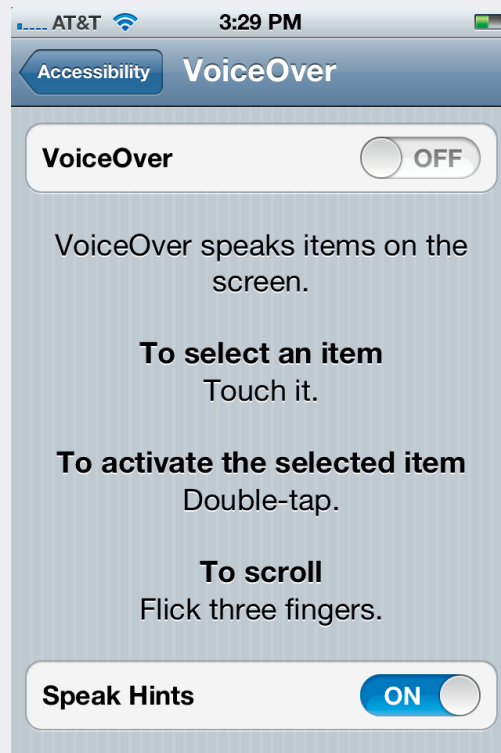 AT&T 3:29 PM
Accessibility VoiceOver
VoiceOver OFF
VoiceOver speaks items on the
screen.
To select an item
Touch it.
To activate the selected item
Double-tap.
To scroll
Flick three fingers.
Speak Hints ON